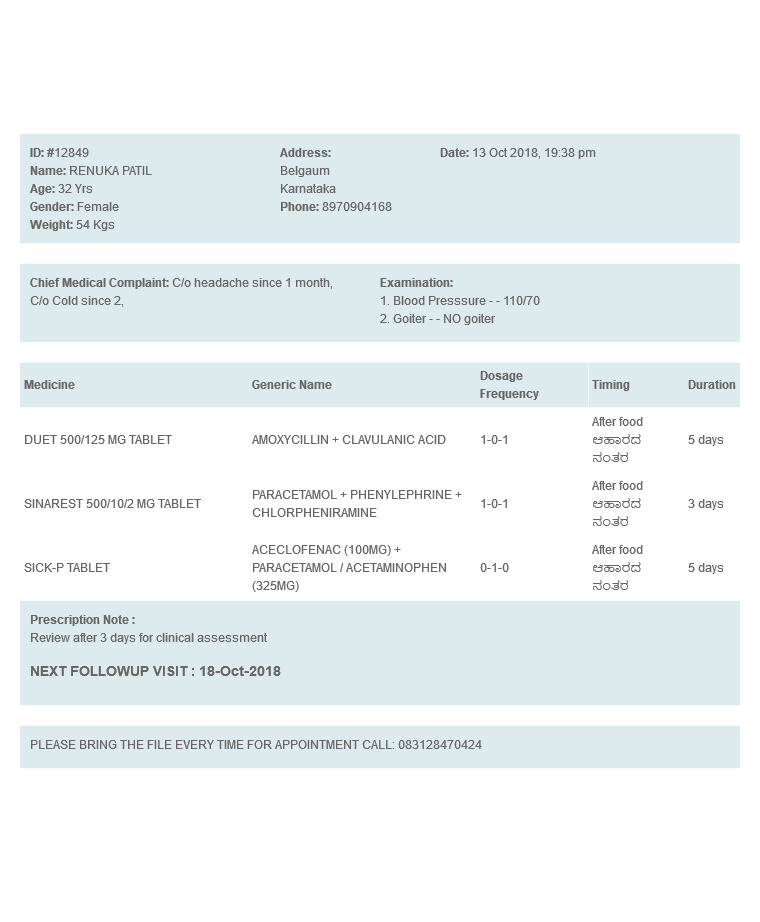 ID: #12849
Name: RENUKA PATIL
Age: 32 Yrs
Gender: Female
Weight: 54 Kgs
Address:
Belgaum
Karnataka
Phone: 8970904168
Date: 13 Oct 2018, 19:38 pm
Chief Medical Complaint: C/o headache since 1 month,
C/o Cold since 2,
Examination:
1. Blood Presssure - - 110/70
2. Goiter - - NO goiter
Medicine Generic Name Dosage Frequency Timing Duration
DUET 500/125 MG TABLET AMOXYCILLIN + CLAVULANIC ACID 1-0-1 After food ಆಹಾರದ ನಂತರ 5 days
SINAREST 500/10/2 MG TABLET PARACETAMOL + PHENYLEPHRINE + CHLORPHENIRAMINE 1-0-1 After food ಆಹಾರದ ನಂತರ 3 days
SICK-P TABLET ACECLOFENAC (100MG) + PARACETAMOL / ACETAMINOPHEN (325MG) 0-1-0 After food ಆಹಾರದ ನಂತರ 5 days
Prescription Note :
Review after 3 days for clinical assessment
NEXT FOLLOWUP VISIT : 18-Oct-2018
PLEASE BRING THE FILE EVERY TIME FOR APPOINTMENT CALL: 083128470424